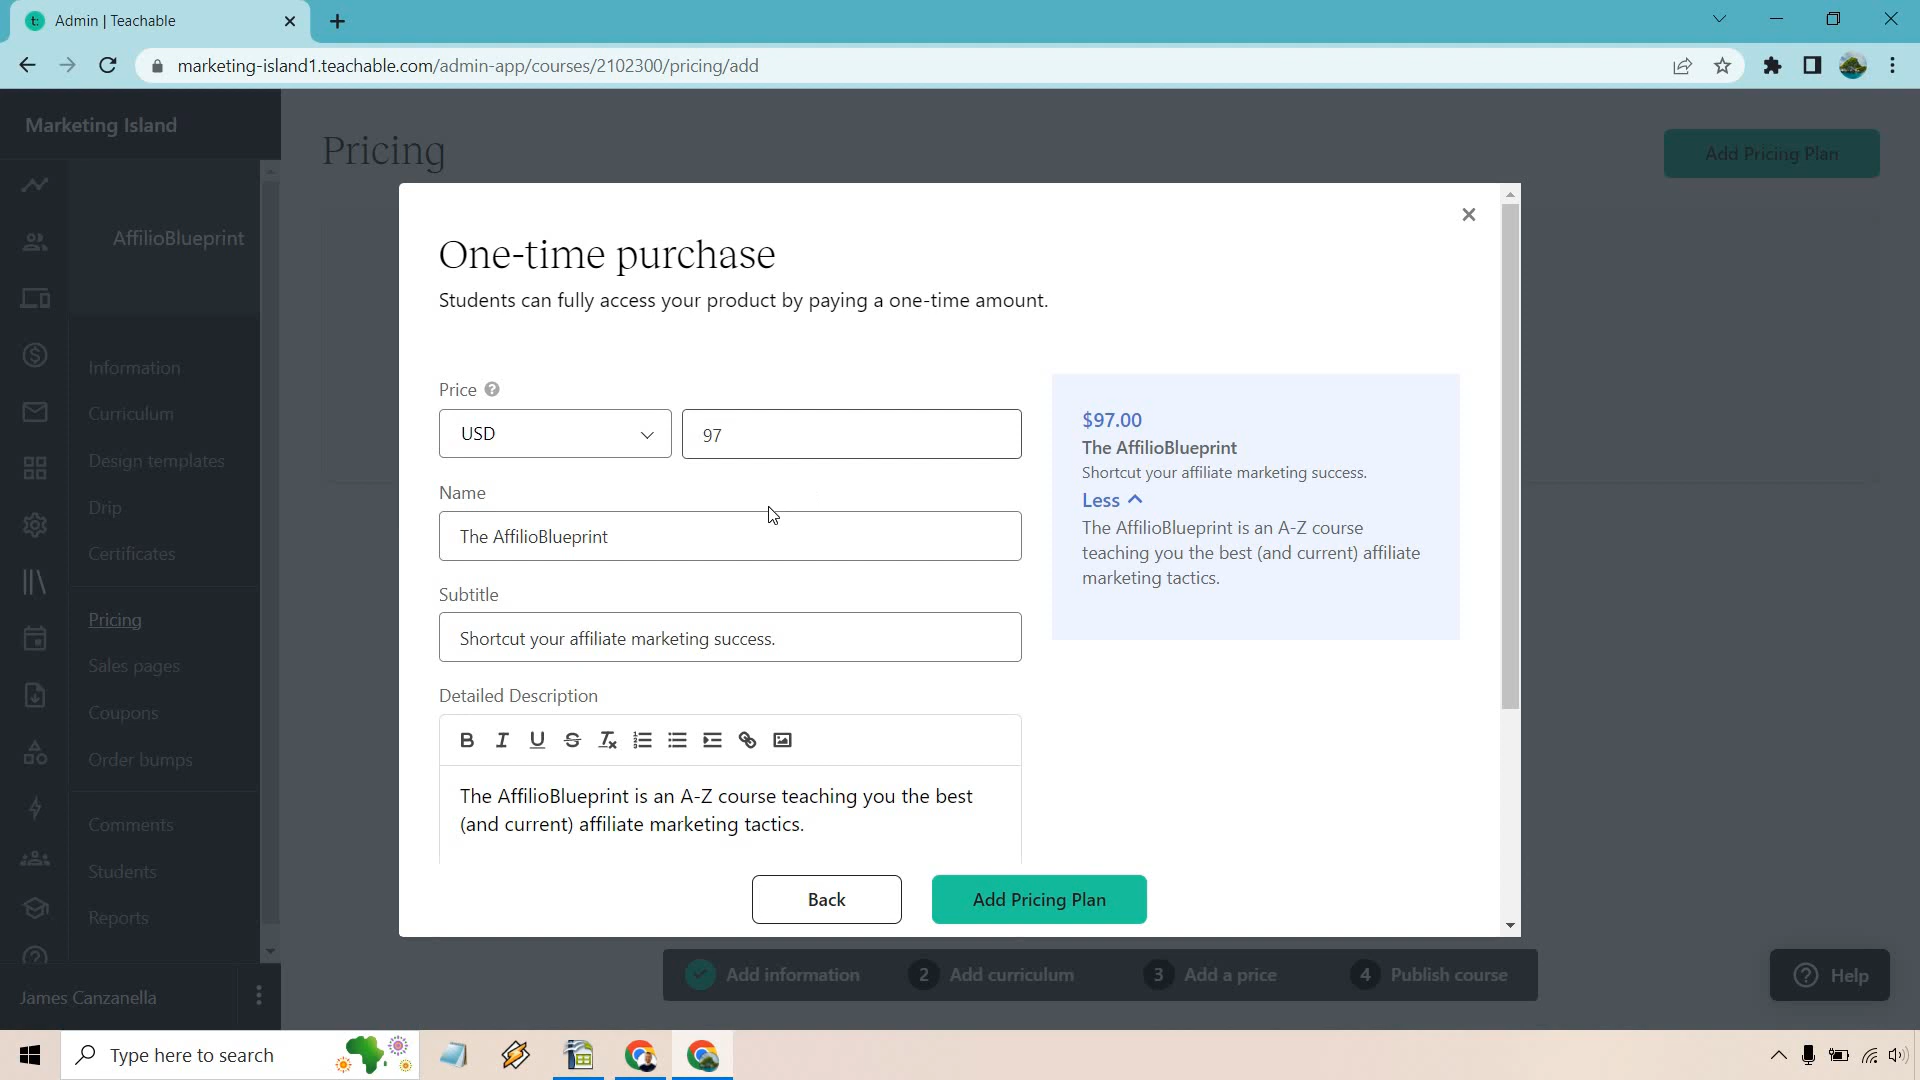 Admin | Teachable
marketing-island1.teachable.com/admin-app/courses/2102300/pricing/add
Marketing Island
Pricing
Add Pricing Plan
AffilioBlueprint
Information
Curriculum
Design templates
Drip
Certificates
Pricing
Sales pages
Coupons
Order bumps
Comments
Students
Reports
James Canzanella
One-time purchase
Students can fully access your product by paying a one-time amount.
Price
USD
97
Name
The AffilioBlueprint
Subtitle
Shortcut your affiliate marketing success.
Detailed Description
The AffilioBlueprint is an A-Z course teaching you the best
(and current) affiliate marketing tactics.
$97.00
The AffilioBlueprint
Shortcut your affiliate marketing success.
Less
The AffilioBlueprint is an A-Z course
teaching you the best (and current) affiliate
marketing tactics.
Back
Add Pricing Plan
Add information
2 Add curriculum
3 Add a price
4 Publish course
Help
Type here to search